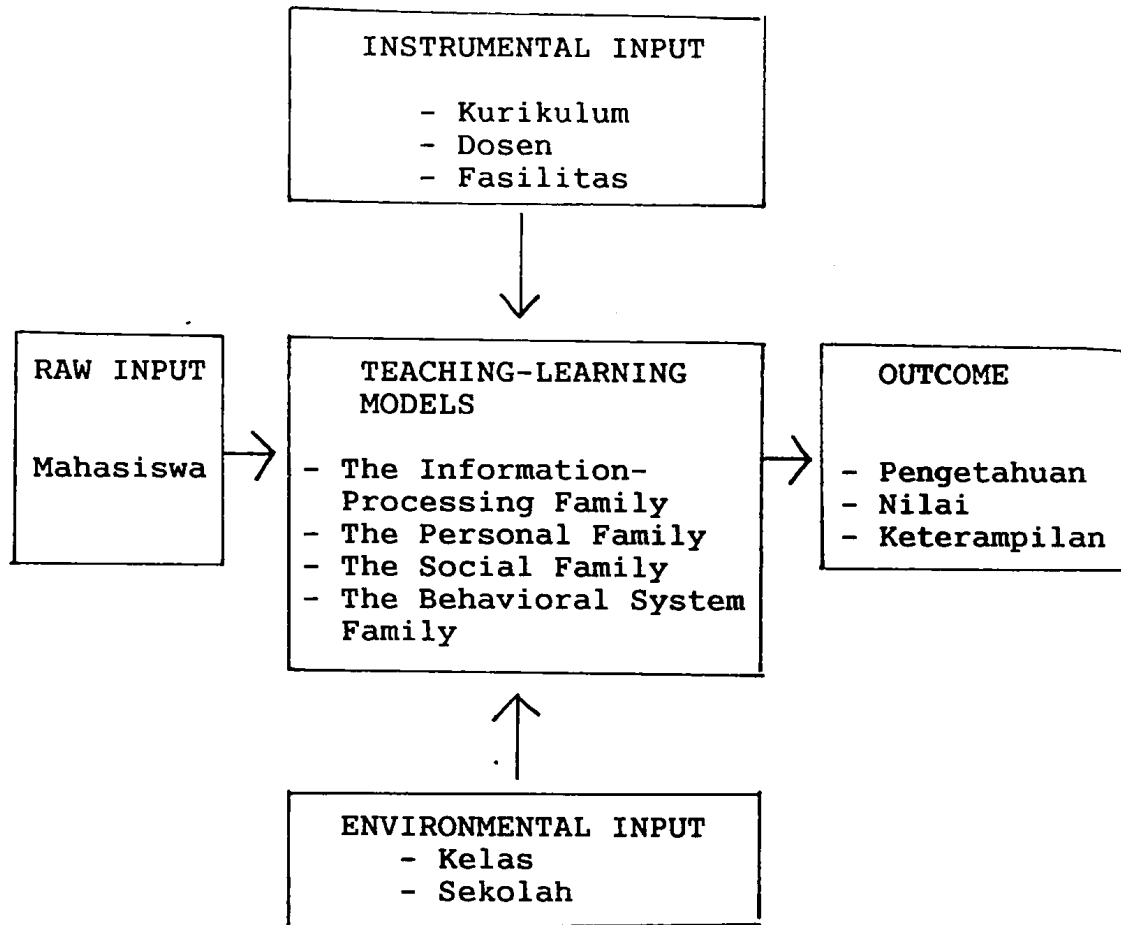 INSTRUMENTAL INPUT
- Kurikulum
- Dosen
- Fasilitas
RAW INPUT
Mahasiswa
TEACHING-LEARNING
MODELS
- The Information-
Processing Family
- The Personal Family
- The Social Family
- The Behavioral System
Family
OUTCOME
- Pengetahuan
- Nilai
- Keterampilan
ENVIRONMENTAL INPUT
- Kelas
- Sekolah